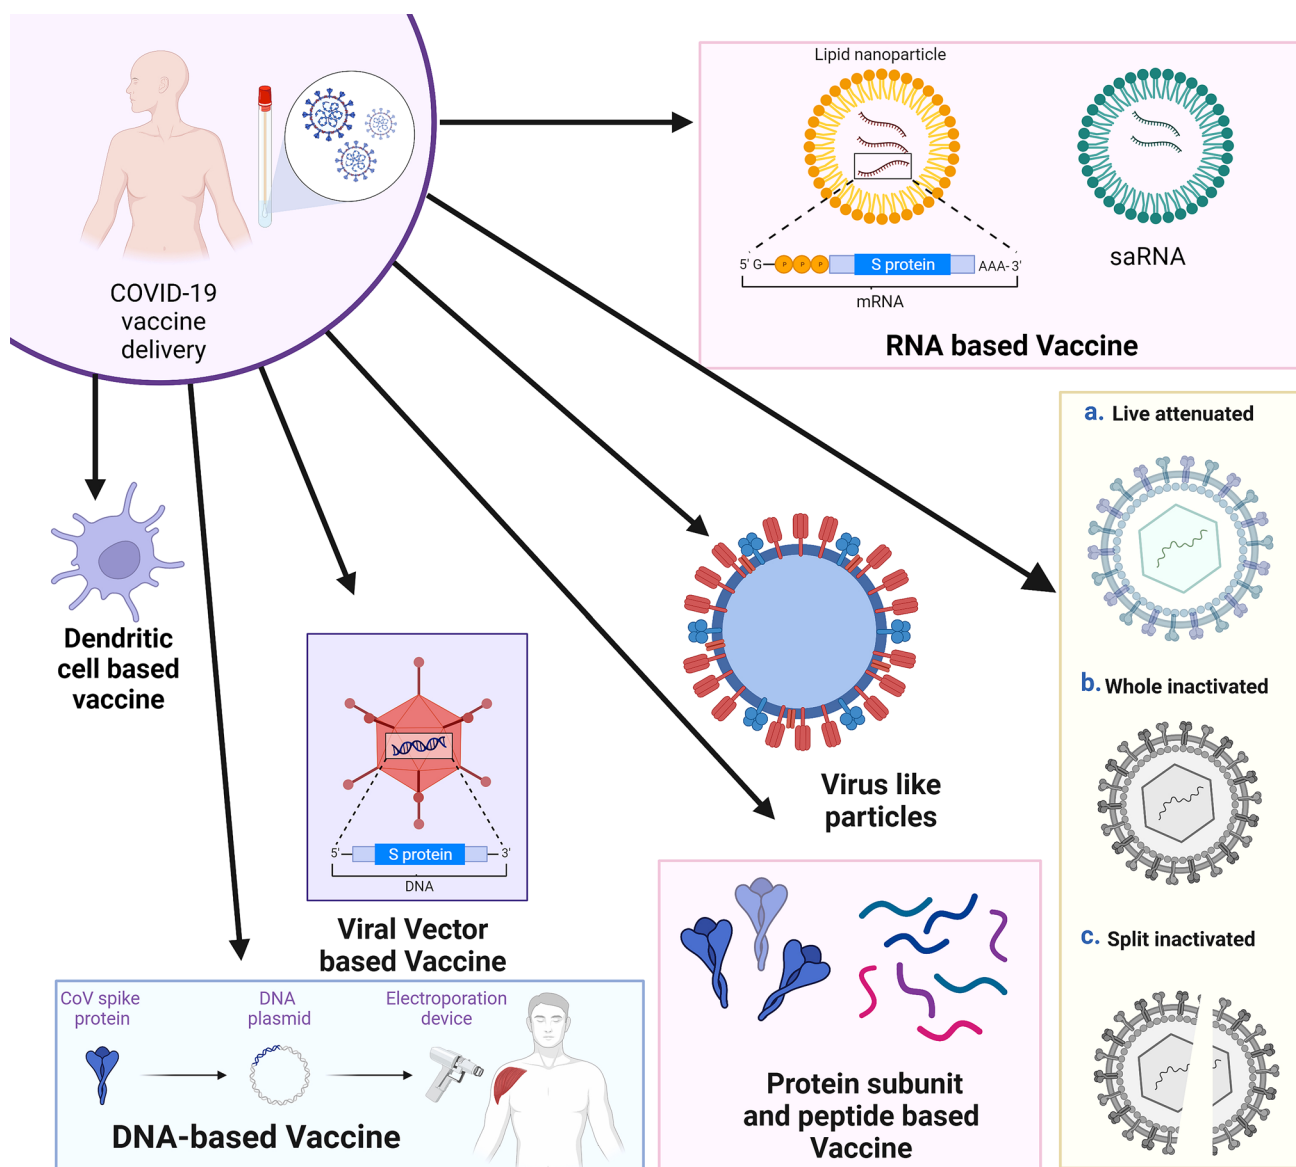 COVID-19
vaccine
delivery
Lipid nanoparticle
5' G
P P P
S protein
AAA- 3'
mRNA
saRNA
RNA based Vaccine
a. Live attenuated
b. Whole inactivated
c. Split inactivated
Dendritic
cell based
vaccine
5'
S protein
3'
DNA
Viral Vector
based Vaccine
Virus like
particles
CoV spike
protein
DNA
plasmid
Electroporation
device
DNA-based Vaccine
Protein subunit
and peptide based
Vaccine